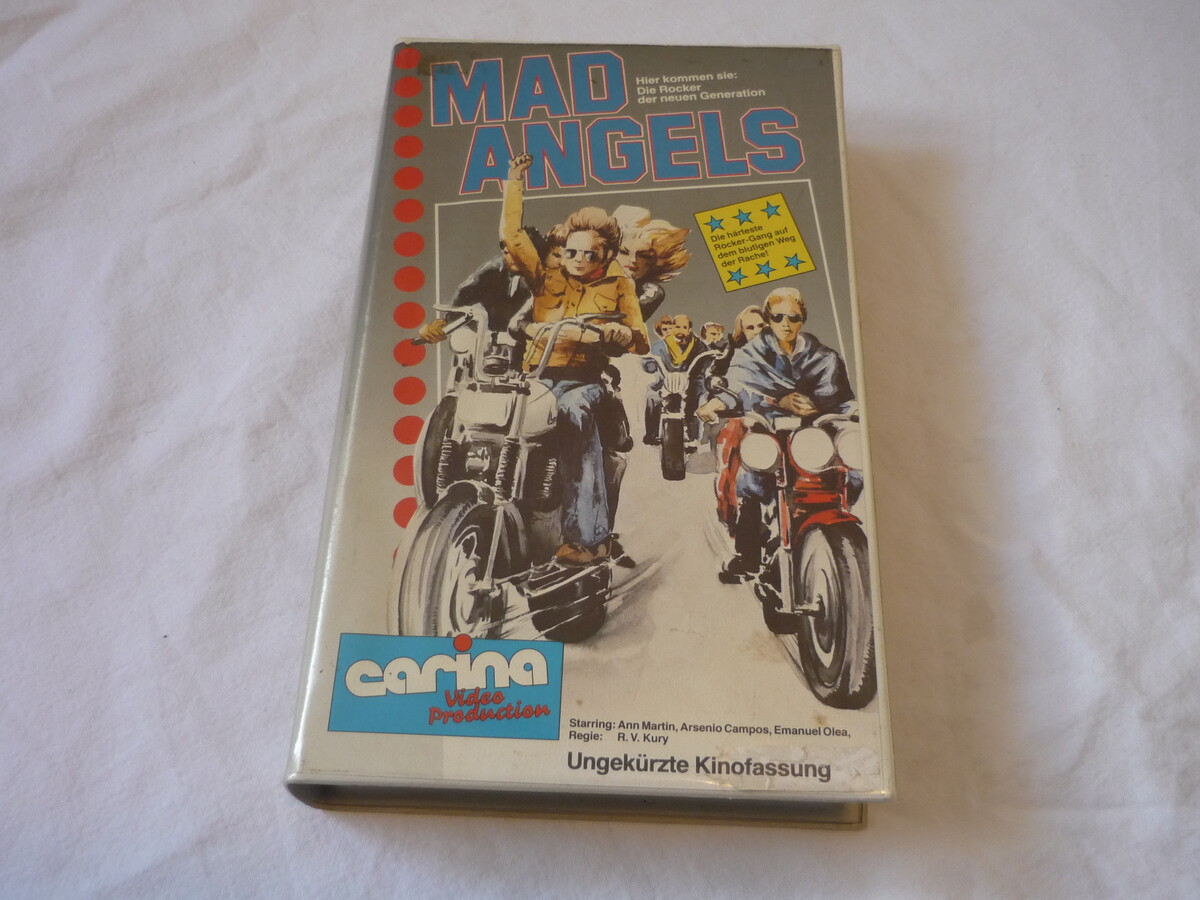 MAD
ANGELS
Hier kommen sie:
Die Rocker
der neuen Generation
Die härteste
Rocker-Gang auf
dem blutigen Weg
der Rache!
carina
Video
Production
Starring: Ann Martin, Arsenio Campos, Emanuel Olea,
Regie: R. V. Kury
Ungekürzte Kinofassung